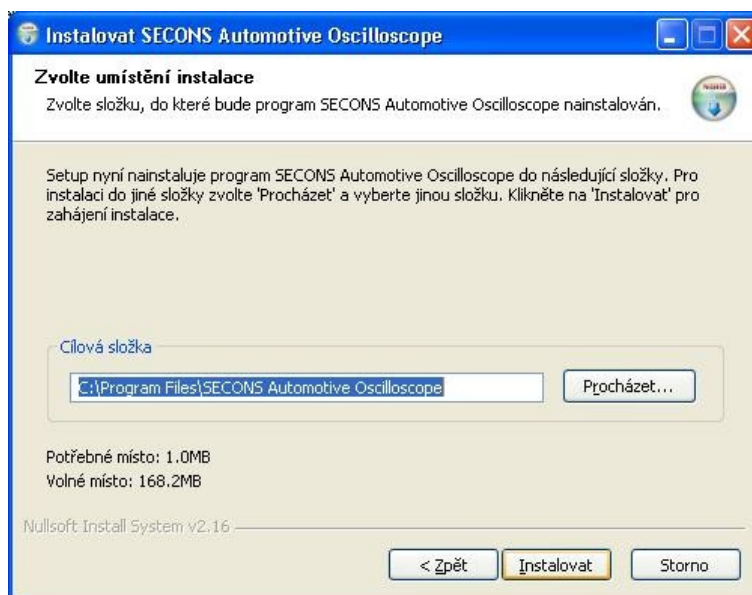 Instalovat SECONS Automotive Oscilloscope
Zvolte umístění instalace
Zvolte složku, do které bude program SECONS Automotive Oscilloscope nainstalován.
Setup nyní nainstaluje program SECONS Automotive Oscilloscope do následující složky. Pro
instalaci do jiné složky zvolte 'Procházet' a vyberte jinou složku. Klikněte na 'Instalovat' pro
zahájení instalace.
Cílová složka
C:\Program Files\SECONS Automotive Oscilloscope
Procházet...
Potřebné místo: 1.0MB
Volné místo: 168.2MB
Nullsoft Install System v2.16
< Zpět
Instalovat
Storno